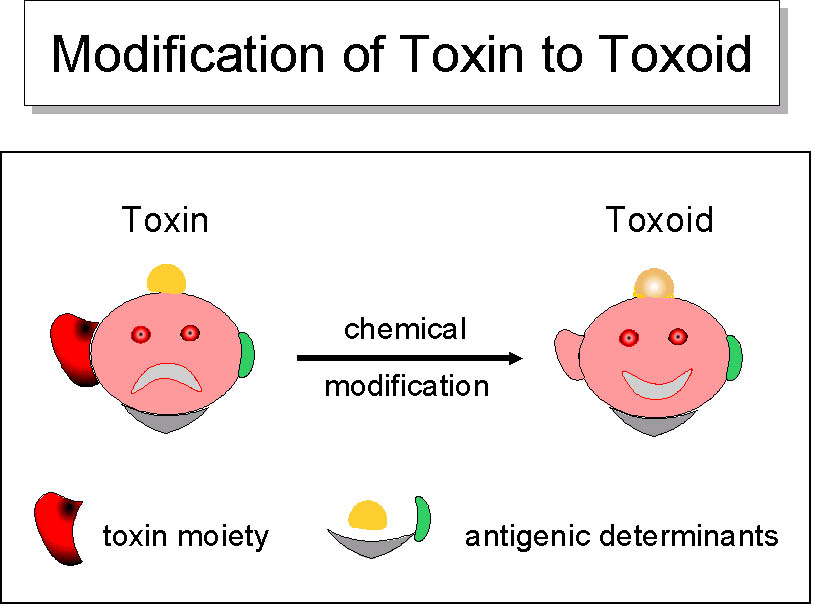 Modification of Toxin to Toxoid
Toxin
Toxoid
chemical
modification
toxin moiety
antigenic determinants